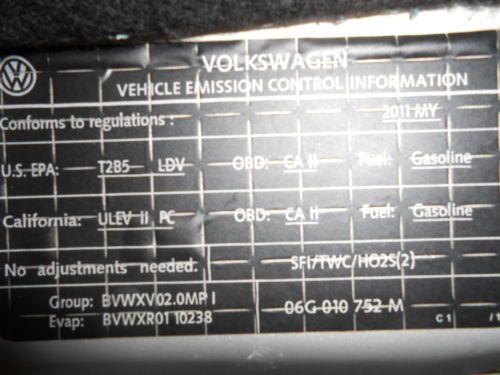 VOLKSWAGEN
VEHICLE EMISSION CONTROL INFORMATION
Conforms to regulations : 2011 MY
U.S. EPA: T2B5 LDV OBD: CA II Fuel: Gasoline
California: ULEV II PC OBD: CA II Fuel: Gasoline
No adjustments needed. SFI/TWC/HO2S(2)
Group: BVWXV02.0MP I
Evap: BVWXR01 10238
06G 010 752 M
C 1 /1